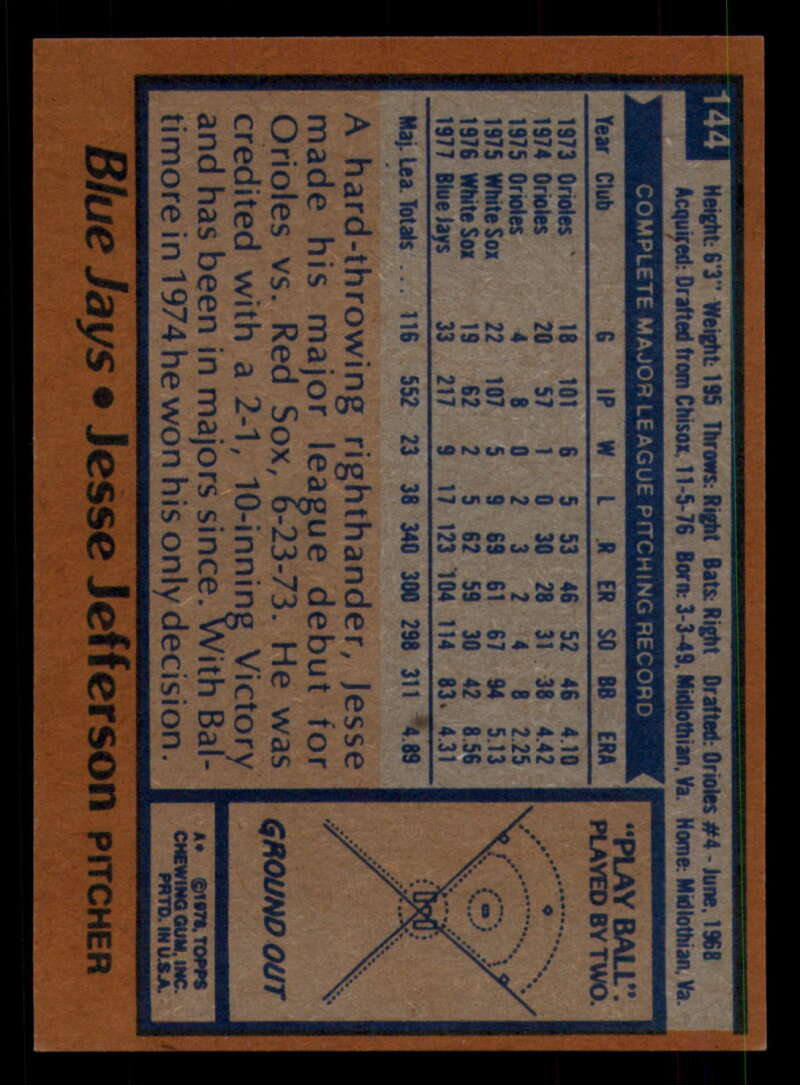 144
Height: 6'3" Weight: 195 Throws: Right Bats: Right Drafted: Orioles #4 - June, 1968
Acquired: Drafted from Chisox, 11-5-76 Born: 3-3-49, Midlothian, Va. Home: Midlothian, Va.
COMPLETE MAJOR LEAGUE PITCHING RECORD
Year Club G IP W L R ER SO BB ERA
1973 Orioles 18 101 6 5 53 46 52 46 4.10
1974 Orioles 20 57 1 0 30 28 31 38 4.42
1975 Orioles 4 8 0 2 3 2 4 8 2.25
1975 White Sox 22 107 5 9 69 61 67 94 5.13
1976 White Sox 19 62 2 5 62 59 30 42 8.56
1977 Blue Jays 33 217 9 17 123 104 114 83 4.31
Maj. Lea. Totals ... 116 552 23 38 340 300 298 311 4.89
A hard-throwing righthander, Jesse
made his major league debut for
Orioles vs. Red Sox, 6-23-73. He was
credited with a 2-1, 10-inning Victory
and has been in majors since. With Bal-
timore in 1974 he won his only decision.
"PLAY BALL":
PLAYED BY TWO.
GROUND OUT
A* ©1978, TOPPS
CHEWING GUM, INC.
PRTD. IN U.S.A.
Blue Jays • Jesse Jefferson PITCHER